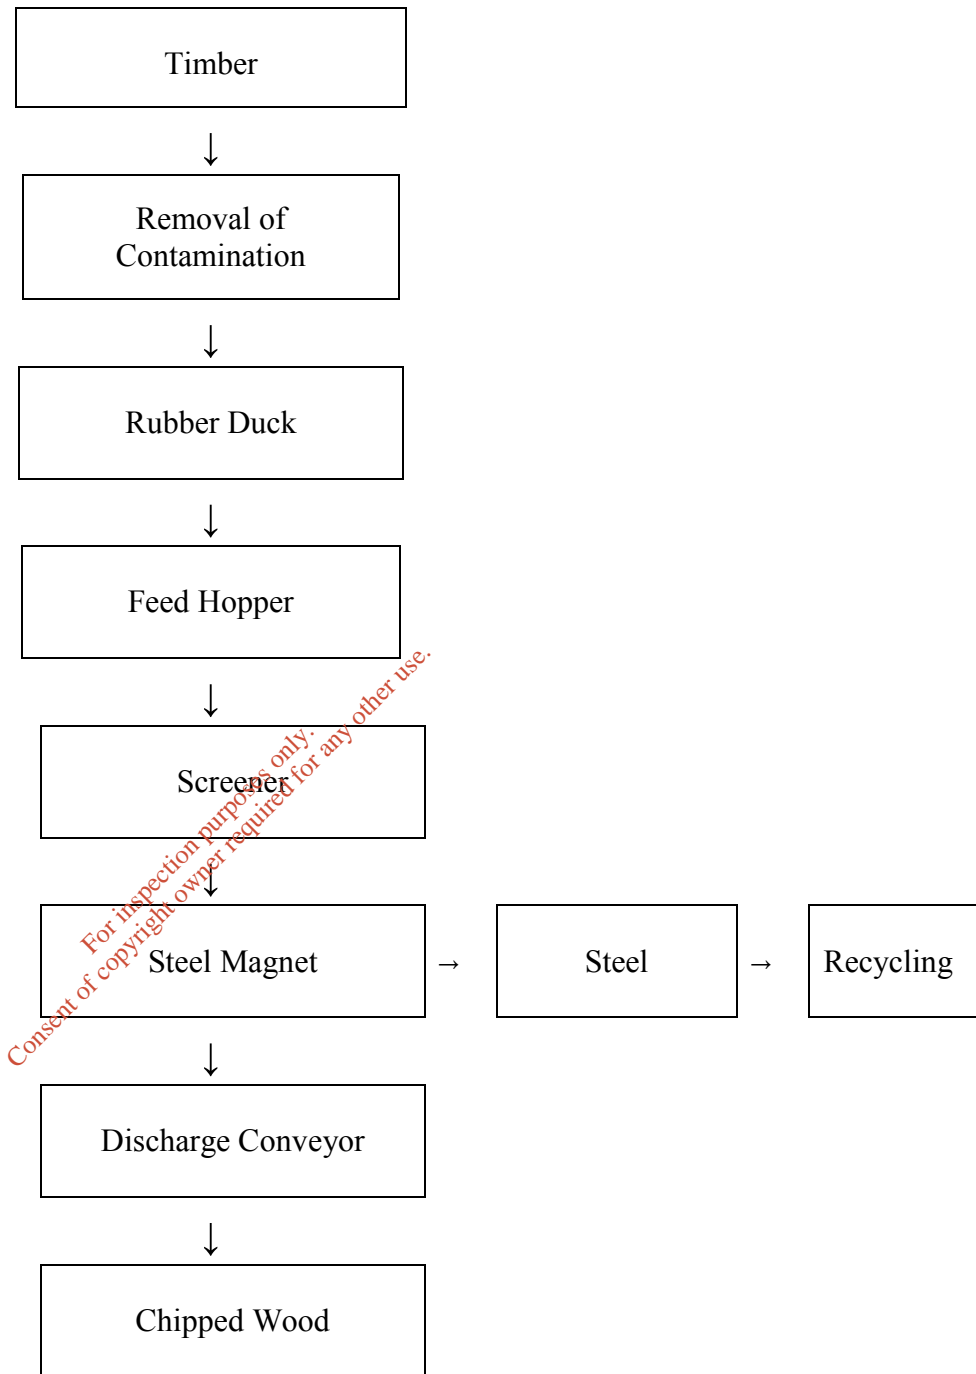 Timber
↓
Removal of
Contamination
↓
Rubber Duck
↓
Feed Hopper
↓
Screener
↓
Steel Magnet → Steel → Recycling
↓
Discharge Conveyor
↓
Chipped Wood
For inspection purposes only.
Consent of copyright owner required for any other use.